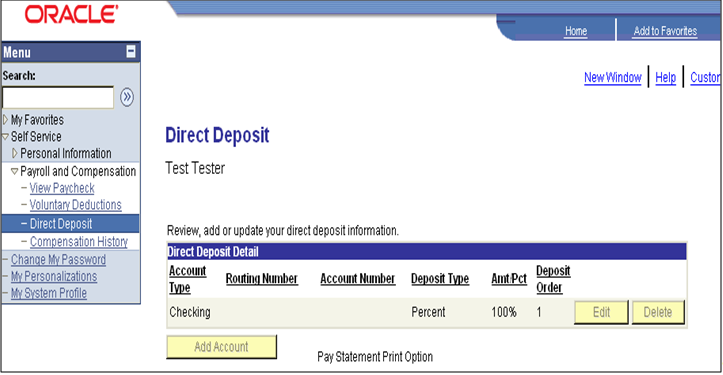 ORACLE'
Home Add to Favorites
Menu
New Window Help Custor
Search:
My Favorites
Self Service
Personal Information
Payroll and Compensation
View Paycheck
Voluntary Deductions
Direct Deposit
Compensation History
Change My Password
My Personalizations
My System Profile
Direct Deposit
Test Tester
Review, add or update your direct deposit information.
Direct Deposit Detail
Account Type Routing Number Account Number Deposit Type Amt/Pct Deposit Order
Checking Percent 100% 1 Edit Delete
Add Account
Pay Statement Print Option